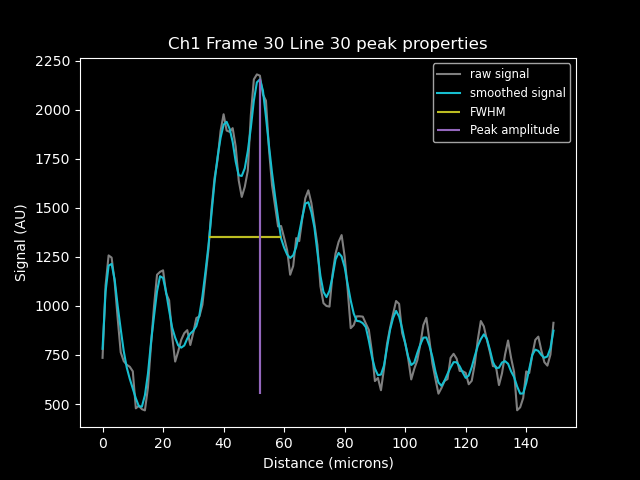 Ch1 Frame 30 Line 30 peak properties
raw signal
smoothed signal
FWHM
Peak amplitude
Signal (AU)
2250
2000
1750
1500
1250
1000
750
500
0 20 40 60 80 100 120 140
Distance (microns)